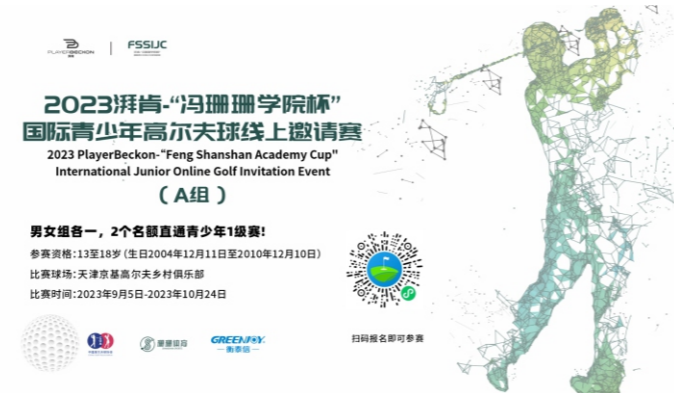 PLAYERBECKON
FSSIJC
2023湃肯-“冯珊珊学院杯”
国际青少年高尔夫球线上邀请赛
2023 PlayerBeckon-“Feng Shanshan Academy Cup"
International Junior Online Golf Invitation Event
（A组）
男女组各一，2个名额直通青少年1级赛!
参赛资格：13至18岁（生日2004年12月11日至2010年12月10日）
比赛球场：天津京基高尔夫乡村俱乐部
比赛时间：2023年9月5日-2023年10月24日
GREENJOY
衡泰信
扫码报名即可参赛